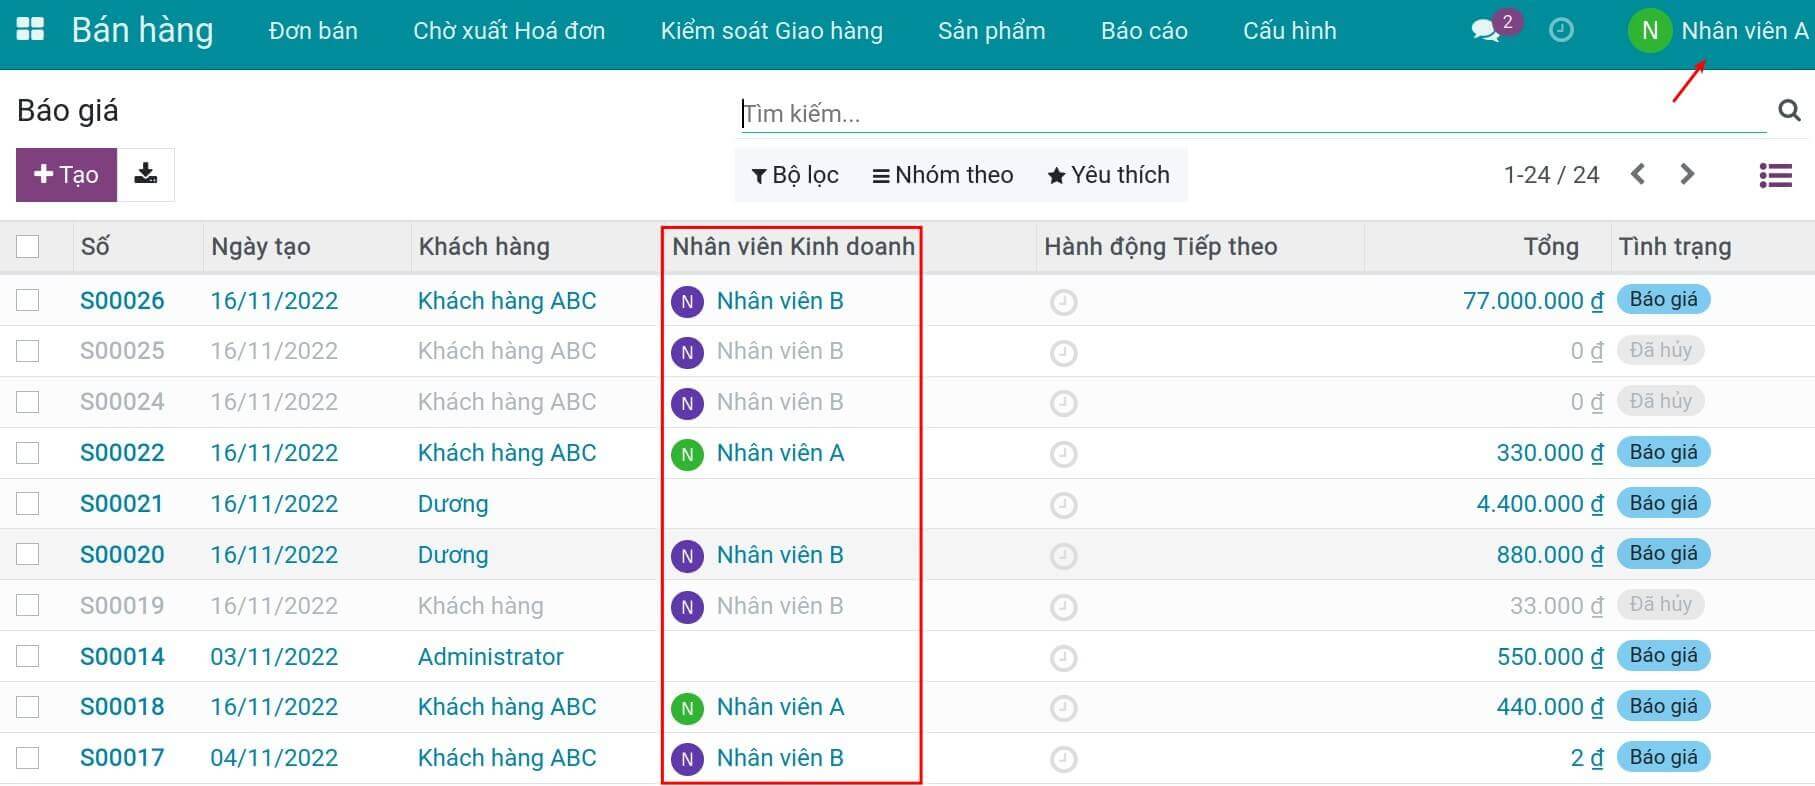 Bán hàng Đơn bán Chờ xuất Hoá đơn Kiểm soát Giao hàng Sản phẩm Báo cáo Cấu hình 2 N Nhân viên A
Báo giá Tìm kiếm...
Tạo Bộ lọc Nhóm theo Yêu thích 1-24 / 24
Số Ngày tạo Khách hàng Nhân viên Kinh doanh Hành động Tiếp theo Tổng Tình trạng
S00026 16/11/2022 Khách hàng ABC N Nhân viên B 77.000.000 ₫ Báo giá
S00025 16/11/2022 Khách hàng ABC N Nhân viên B 0 ₫ Đã hủy
S00024 16/11/2022 Khách hàng ABC N Nhân viên B 0 ₫ Đã hủy
S00022 16/11/2022 Khách hàng ABC N Nhân viên A 330.000 ₫ Báo giá
S00021 16/11/2022 Dương 4.400.000 ₫ Báo giá
S00020 16/11/2022 Dương N Nhân viên B 880.000 ₫ Báo giá
S00019 16/11/2022 Khách hàng N Nhân viên B 33.000 ₫ Đã hủy
S00014 03/11/2022 Administrator 550.000 ₫ Báo giá
S00018 16/11/2022 Khách hàng ABC N Nhân viên A 440.000 ₫ Báo giá
S00017 04/11/2022 Khách hàng ABC N Nhân viên B 2 ₫ Báo giá